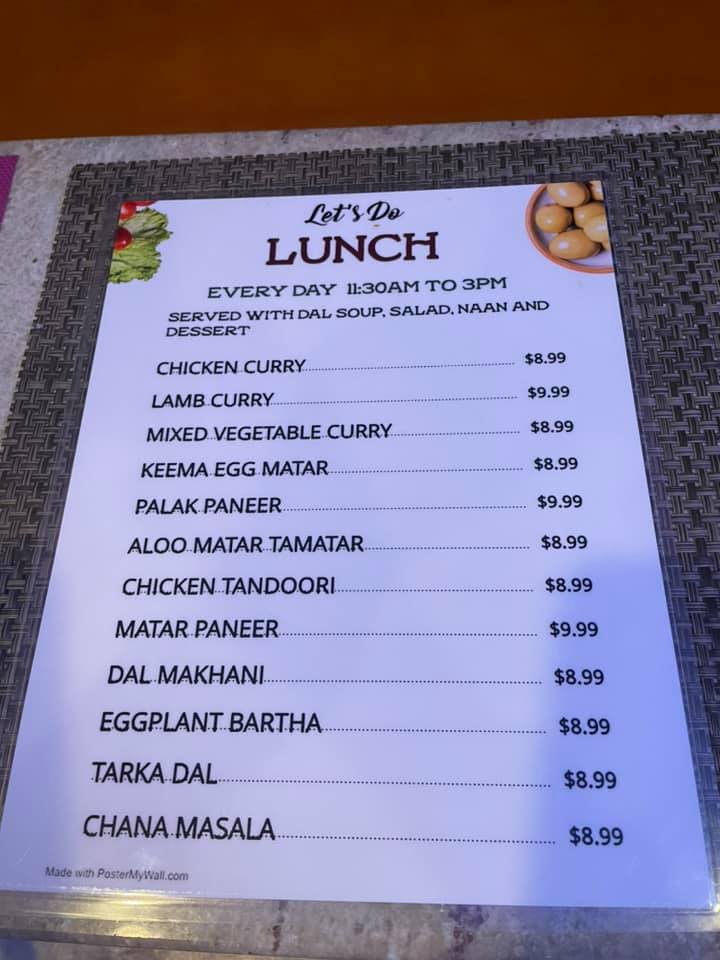 Let's Do
LUNCH
EVERY DAY 11:30AM TO 3PM
SERVED WITH DAL SOUP, SALAD, NAAN AND
DESSERT
CHICKEN CURRY $8.99
LAMB CURRY $9.99
MIXED VEGETABLE CURRY $8.99
KEEMA EGG MATAR $8.99
PALAK PANEER $9.99
ALOO MATAR TAMATAR $8.99
CHICKEN TANDOORI $8.99
MATAR PANEER $9.99
DAL MAKHANI $8.99
EGGPLANT BARTHA $8.99
TARKA DAL $8.99
CHANA MASALA $8.99
Made with PosterMyWall.com